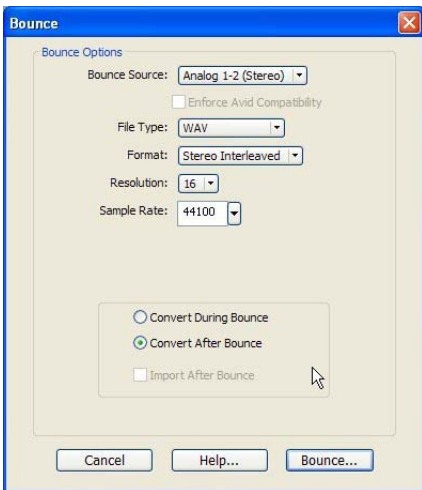 Bounce
Bounce Options
Bounce Source: Analog 1-2 (Stereo)
Enforce Avid Compatibility
File Type: WAV
Format: Stereo Interleaved
Resolution: 16
Sample Rate: 44100
Convert During Bounce
Convert After Bounce
Import After Bounce
Cancel Help... Bounce...